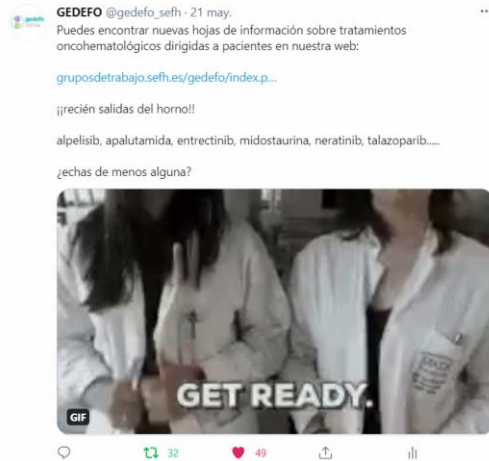 GEDEFO @gedefo_sefh · 21 may.
Puedes encontrar nuevas hojas de información sobre tratamientos
oncohematológicos dirigidas a pacientes en nuestra web:
gruposdetrabajo.sefh.es/gedefo/index.p...
¡¡recién salidas del horno!!
alpelisib, apalutamida, entrectinib, midostaurina, neratinib, talazoparib.....
¿echas de menos alguna?
GET READY.
GIF
32
49